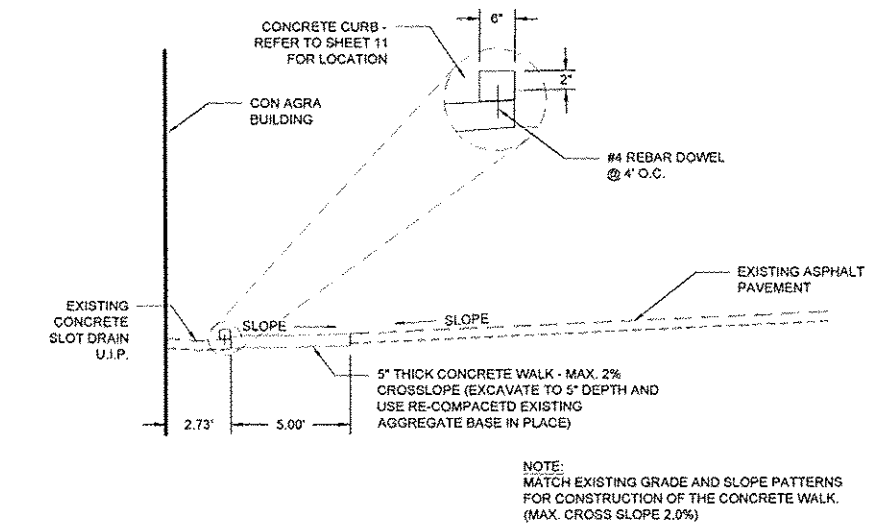 6"
CONCRETE CURB -
REFER TO SHEET 11
FOR LOCATION
2"
CON AGRA
BUILDING
#4 REBAR DOWEL
@ 4' O.C.
EXISTING ASPHALT
PAVEMENT
EXISTING
CONCRETE
SLOT DRAIN
U.I.P.
SLOPE
SLOPE
5" THICK CONCRETE WALK - MAX. 2%
CROSSLOPE (EXCAVATE TO 5" DEPTH AND
USE RE-COMPACETD EXISTING
AGGREGATE BASE IN PLACE)
2.73'
5.00'
NOTE:
MATCH EXISTING GRADE AND SLOPE PATTERNS
FOR CONSTRUCTION OF THE CONCRETE WALK.
(MAX. CROSS SLOPE 2.0%)